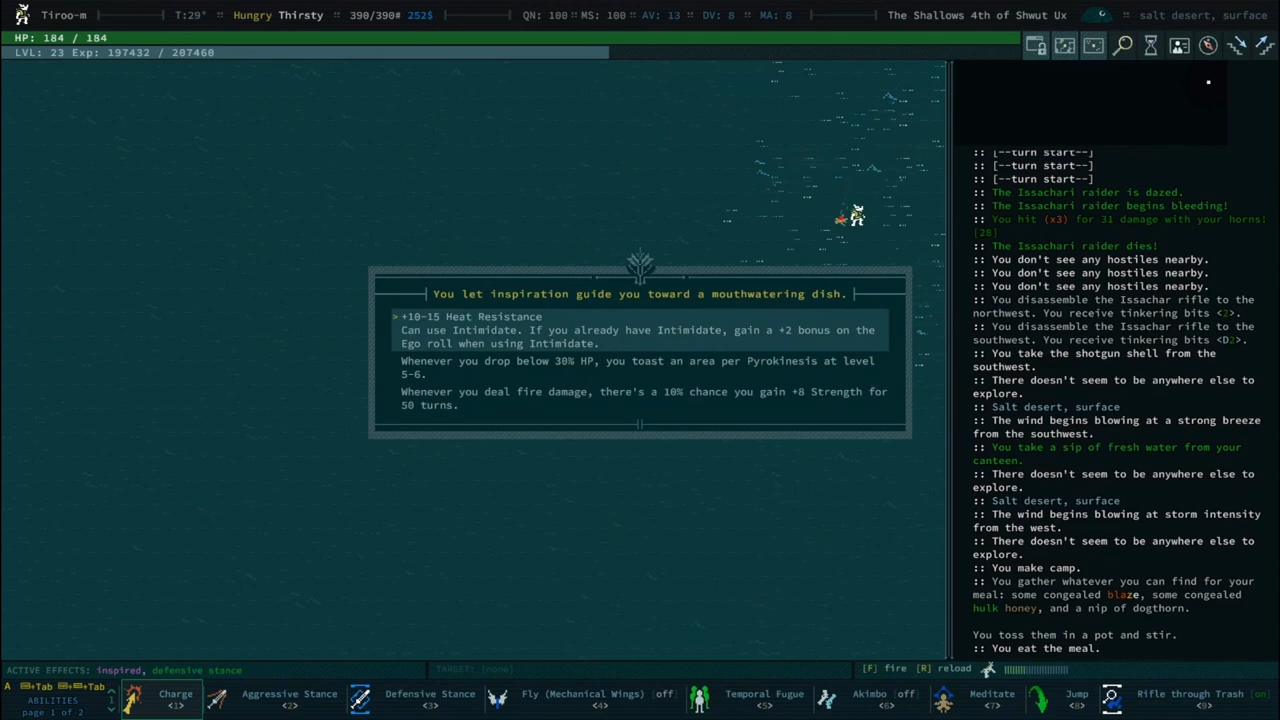 Tiroo-m T:29° Hungry Thirsty 390/390# 252$ QN: 100 MS: 100 AV: 13 DV: 8 MA: 8 The Shallows 4th of Shwut Ux salt desert, surface
HP: 184 / 184
LVL: 23 Exp: 197432 / 207460
:: [--turn start--]
:: [--turn start--]
:: [--turn start--]
:: The Issachari raider is dazed.
:: The Issachari raider begins bleeding!
:: You hit (x3) for 31 damage with your horns!
[28]
:: The Issachari raider dies!
:: You don't see any hostiles nearby.
:: You don't see any hostiles nearby.
:: You don't see any hostiles nearby.
:: You disassemble the Issachar rifle to the
northwest. You receive tinkering bits <2>.
:: You disassemble the Issachar rifle to the
southwest. You receive tinkering bits <D2>.
:: You take the shotgun shell from the
southwest.
:: There doesn't seem to be anywhere else to
explore.
:: Salt desert, surface
:: The wind begins blowing at a strong breeze
from the southwest.
:: You take a sip of fresh water from your
canteen.
:: There doesn't seem to be anywhere else to
explore.
:: Salt desert, surface
:: The wind begins blowing at storm intensity
from the west.
:: There doesn't seem to be anywhere else to
explore.
:: You make camp.
:: You gather whatever you can find for your
meal: some congealed blaze, some congealed
hulk honey, and a nip of dogthorn.
You toss them in a pot and stir.
:: You eat the meal.
You let inspiration guide you toward a mouthwatering dish.
> +10-15 Heat Resistance
Can use Intimidate. If you already have Intimidate, gain a +2 bonus on the
Ego roll when using Intimidate.
Whenever you drop below 30% HP, you toast an area per Pyrokinesis at level
5-6.
Whenever you deal fire damage, there's a 10% chance you gain +8 Strength for
50 turns.
ACTIVE EFFECTS: inspired, defensive stance
TARGET: [none]
[F] fire [R] reload
A Tab Tab
ABILITIES
page 1 of 2
1
Charge <1>
Aggressive Stance <2>
Defensive Stance <3>
Fly (Mechanical Wings) [off] <4>
Temporal Fugue <5>
Akimbo [off] <6>
Meditate <7>
Jump <8>
Rifle through Trash [on] <9>